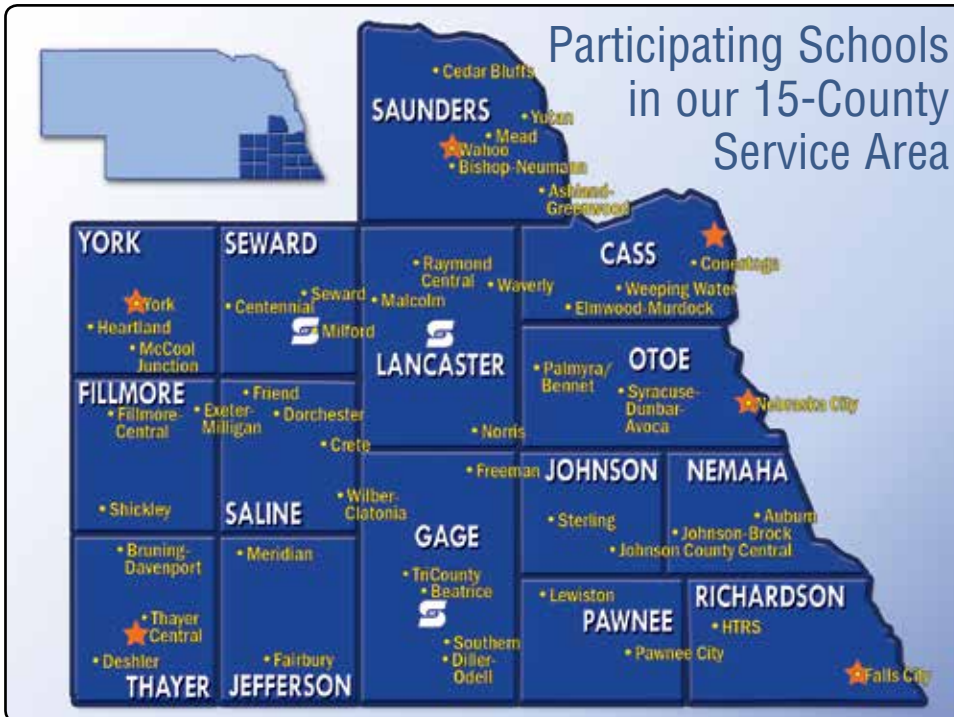 Participating Schools
in our 15-County
Service Area
SAUNDERS
• Cedar Bluffs
• Yutan
• Mead
Wahoo
• Bishop-Neumann
• Ashland-
Greenwood
YORK
York
• Heartland
• McCool
Junction
SEWARD
• Seward
• Centennial
• Milford
• Raymond
Central
• Waverly
• Malcolm
LANCASTER
• Norris
CASS
• Conestoga
• Weeping Water
• Elmwood-Murdock
OTOE
• Palmyra/
Bennet
• Syracuse-
Dunbar-
Avoca
Nebraska City
FILLMORE
• Fillmore-
Central
• Exeter-
Milligan
• Shickley
• Friend
• Dorchester
• Crete
• Wilber-
Clatonia
SALINE
• Freeman
GAGE
• TriCounty
• Beatrice
• Southern
• Diller-
Odell
JOHNSON
• Sterling
• Johnson County Central
NEMAHA
• Auburn
• Johnson-Brock
• Bruning-
Davenport
• Thayer
Central
• Deshler
THAYER
• Meridian
• Fairbury
JEFFERSON
• Lewiston
PAWNEE
• Pawnee City
RICHARDSON
• HTRS
Falls City